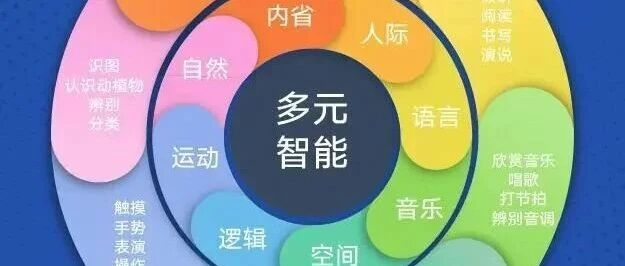 内省
人际
自然
语言
多元
智能
运动
音乐
逻辑
空间
识图
认识动植物
辨别
分类
阅读
书写
演说
欣赏音乐
唱歌
打节拍
辨别音调
触摸
手势
表演
操作